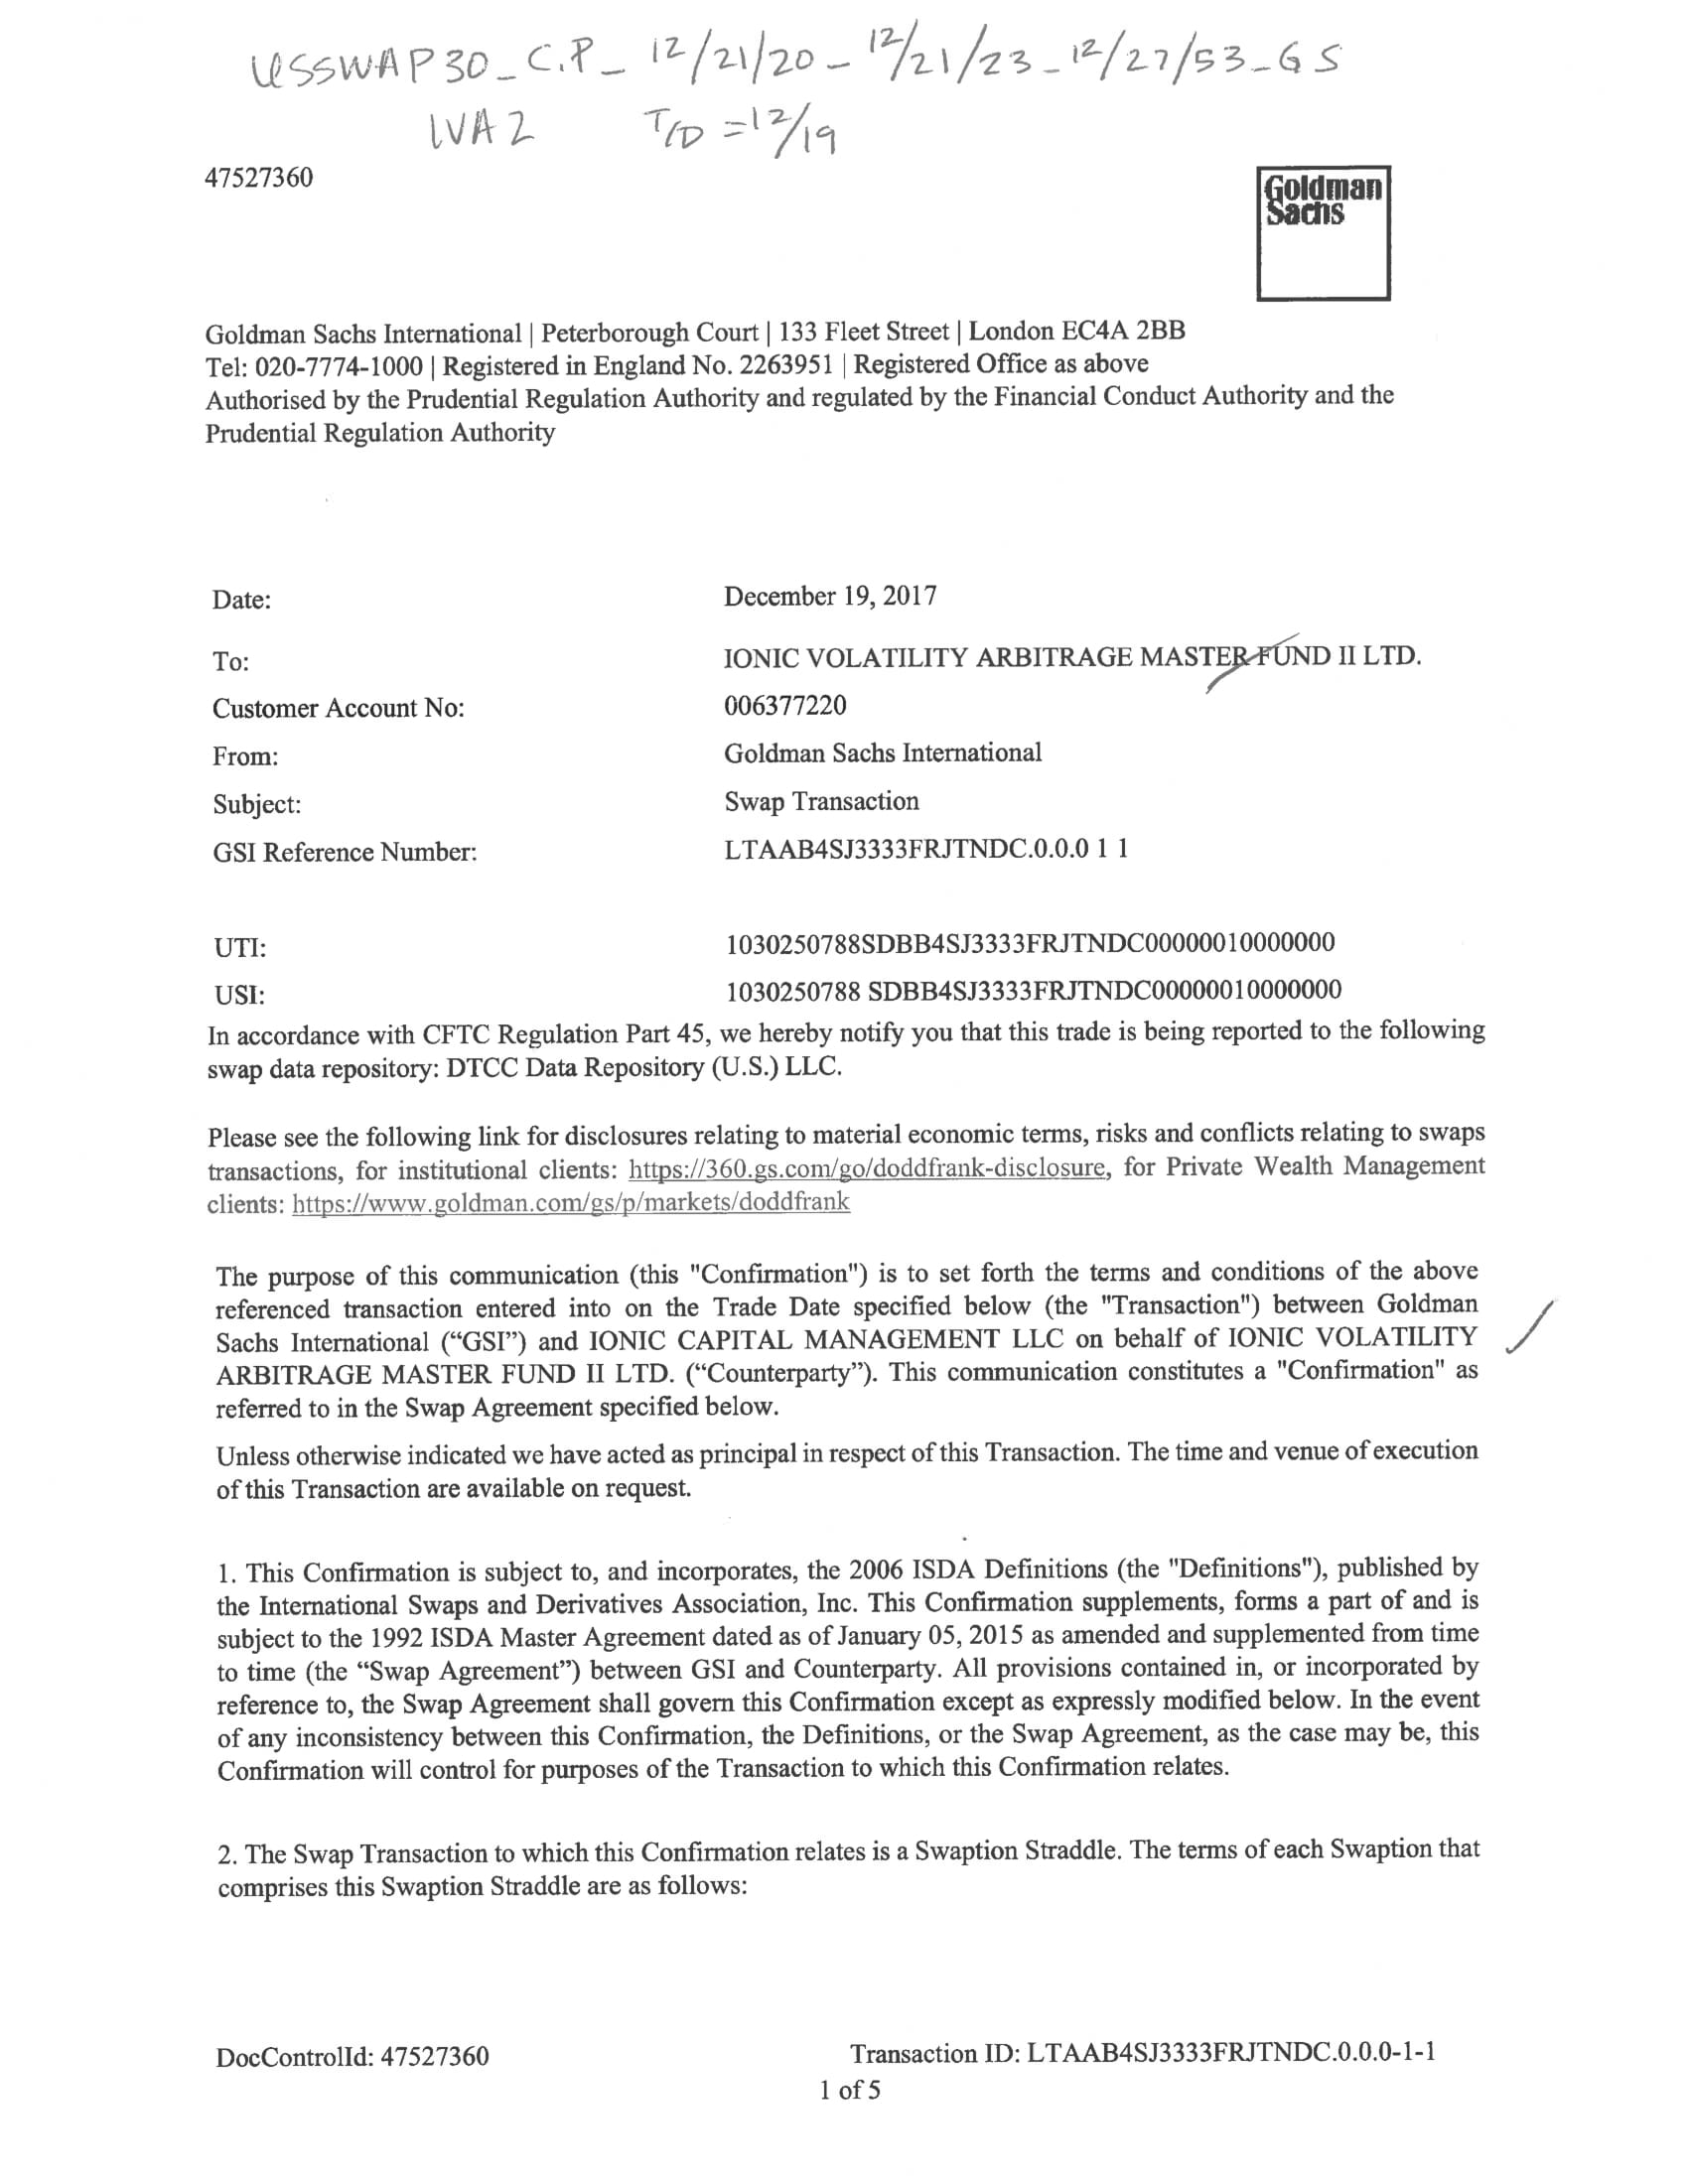 USSWAP30_C.P_ 12/21/20 - 12/21/23 - 12/27/53_GS
IVA2 T/D = 12/19
47527360
Goldman
Sachs
Goldman Sachs International | Peterborough Court | 133 Fleet Street | London EC4A 2BB
Tel: 020-7774-1000 | Registered in England No. 2263951 | Registered Office as above
Authorised by the Prudential Regulation Authority and regulated by the Financial Conduct Authority and the
Prudential Regulation Authority
Date: December 19, 2017
To: IONIC VOLATILITY ARBITRAGE MASTER FUND II LTD.
Customer Account No: 006377220
From: Goldman Sachs International
Subject: Swap Transaction
GSI Reference Number: LTAAB4SJ3333FRJTNDC.0.0.0 1 1
UTI: 1030250788SDBB4SJ3333FRJTNDC00000010000000
USI: 1030250788 SDBB4SJ3333FRJTNDC00000010000000
In accordance with CFTC Regulation Part 45, we hereby notify you that this trade is being reported to the following
swap data repository: DTCC Data Repository (U.S.) LLC.
Please see the following link for disclosures relating to material economic terms, risks and conflicts relating to swaps
transactions, for institutional clients: https://360.gs.com/go/doddfrank-disclosure, for Private Wealth Management
clients: https://www.goldman.com/gs/p/markets/doddfrank
The purpose of this communication (this "Confirmation") is to set forth the terms and conditions of the above
referenced transaction entered into on the Trade Date specified below (the "Transaction") between Goldman
Sachs International (“GSI”) and IONIC CAPITAL MANAGEMENT LLC on behalf of IONIC VOLATILITY
ARBITRAGE MASTER FUND II LTD. (“Counterparty”). This communication constitutes a "Confirmation" as
referred to in the Swap Agreement specified below.
Unless otherwise indicated we have acted as principal in respect of this Transaction. The time and venue of execution
of this Transaction are available on request.
1. This Confirmation is subject to, and incorporates, the 2006 ISDA Definitions (the "Definitions"), published by
the International Swaps and Derivatives Association, Inc. This Confirmation supplements, forms a part of and is
subject to the 1992 ISDA Master Agreement dated as of January 05, 2015 as amended and supplemented from time
to time (the “Swap Agreement”) between GSI and Counterparty. All provisions contained in, or incorporated by
reference to, the Swap Agreement shall govern this Confirmation except as expressly modified below. In the event
of any inconsistency between this Confirmation, the Definitions, or the Swap Agreement, as the case may be, this
Confirmation will control for purposes of the Transaction to which this Confirmation relates.
2. The Swap Transaction to which this Confirmation relates is a Swaption Straddle. The terms of each Swaption that
comprises this Swaption Straddle are as follows:
DocControlId: 47527360 Transaction ID: LTAAB4SJ3333FRJTNDC.0.0.0-1-1
1 of 5